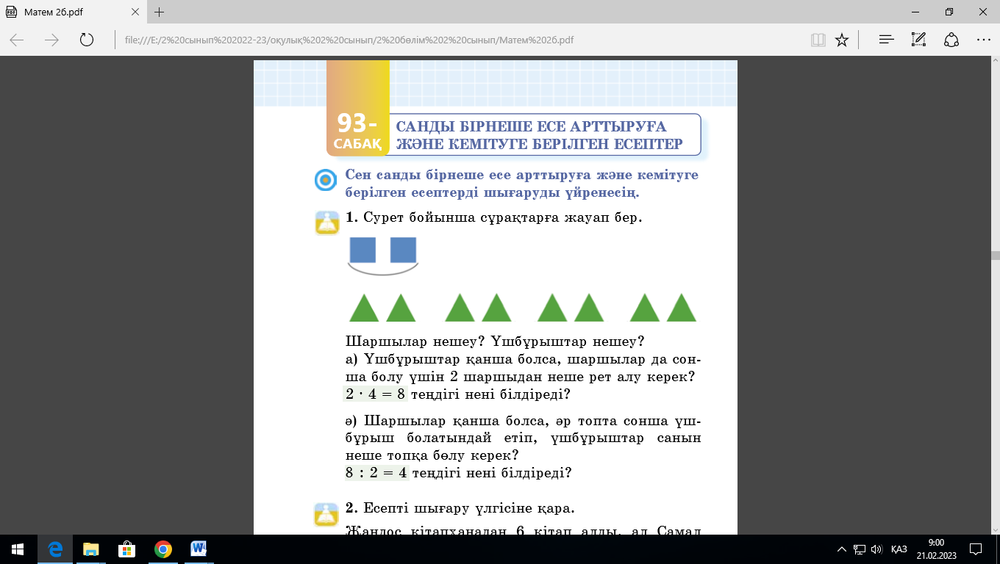 Матем 2б.pdf
file:///E:/2%20сынып%202022-23/оқулық%202%20сынып/2%20бөлім%202%20сынып/Матем%202б.pdf
93-
САБАҚ
САНДЫ БІРНЕШЕ ЕСЕ АРТТЫРУҒА
ЖӘНЕ КЕМІТУГЕ БЕРІЛГЕН ЕСЕПТЕР
Сен санды бірнеше есе арттыруға және кемітуге
берілген есептерді шығаруды үйренесің.
1. Сурет бойынша сұрақтарға жауап бер.
Шаршылар нешеу? Үшбұрыштар нешеу?
а) Үшбұрыштар қанша болса, шаршылар да сон-
ша болу үшін 2 шаршыдан неше рет алу керек?
2 · 4 = 8 теңдігі нені білдіреді?
ә) Шаршылар қанша болса, әр топта сонша үш-
бұрыш болатындай етіп, үшбұрыштар санын
неше топқа бөлу керек?
8 : 2 = 4 теңдігі нені білдіреді?
2. Есепті шығару үлгісіне қара.
Жандос кітапханадан 6 кітап алды, ал Самал
ҚАЗ
9:00
21.02.2023